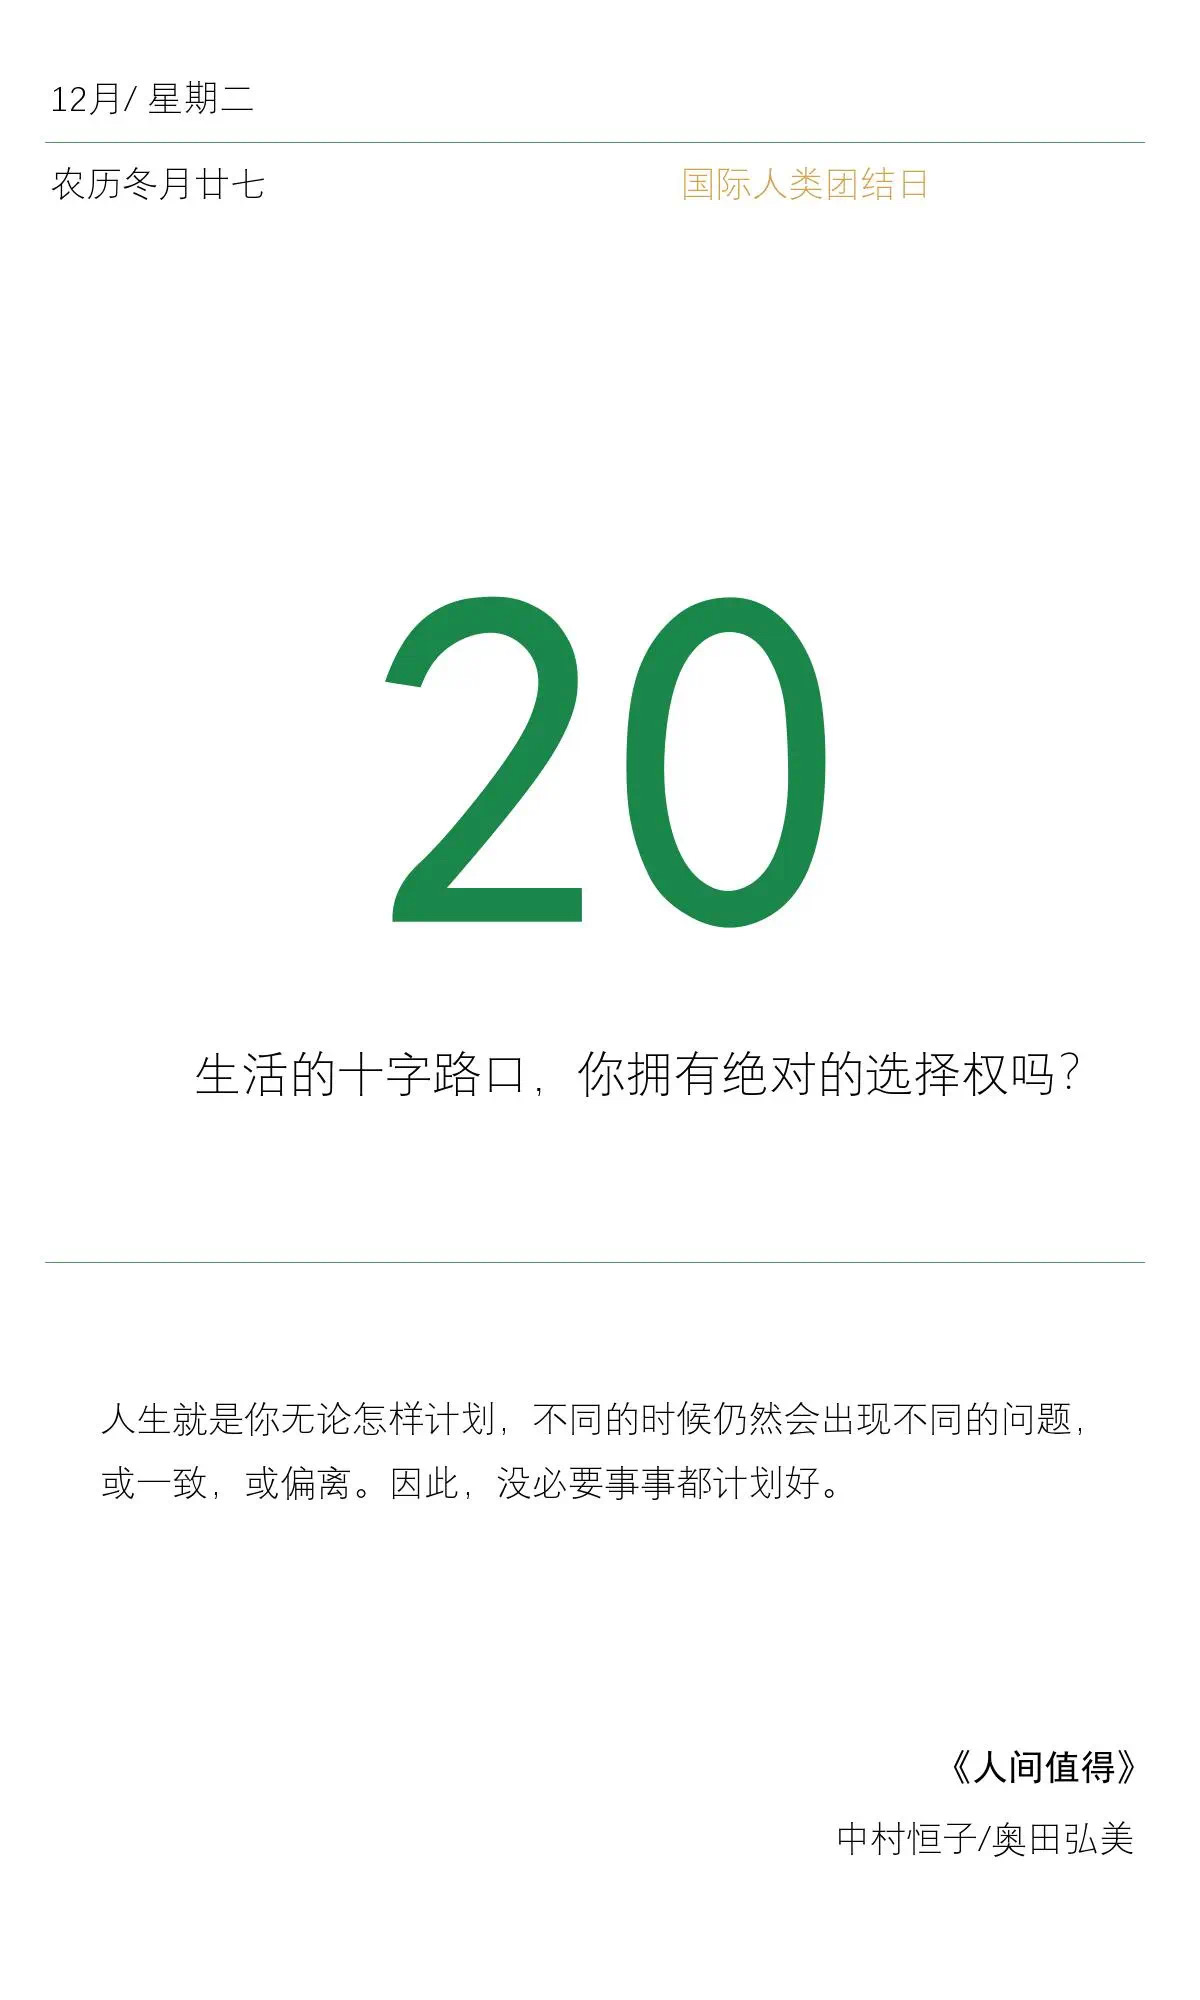 12月/ 星期二
农历冬月廿七
国际人类团结日
20
生活的十字路口，你拥有绝对的选择权吗？
人生就是你无论怎样计划，不同的时候仍然会出现不同的问题，
或一致，或偏离。因此，没必要事事都计划好。
《人间值得》
中村恒子/奥田弘美